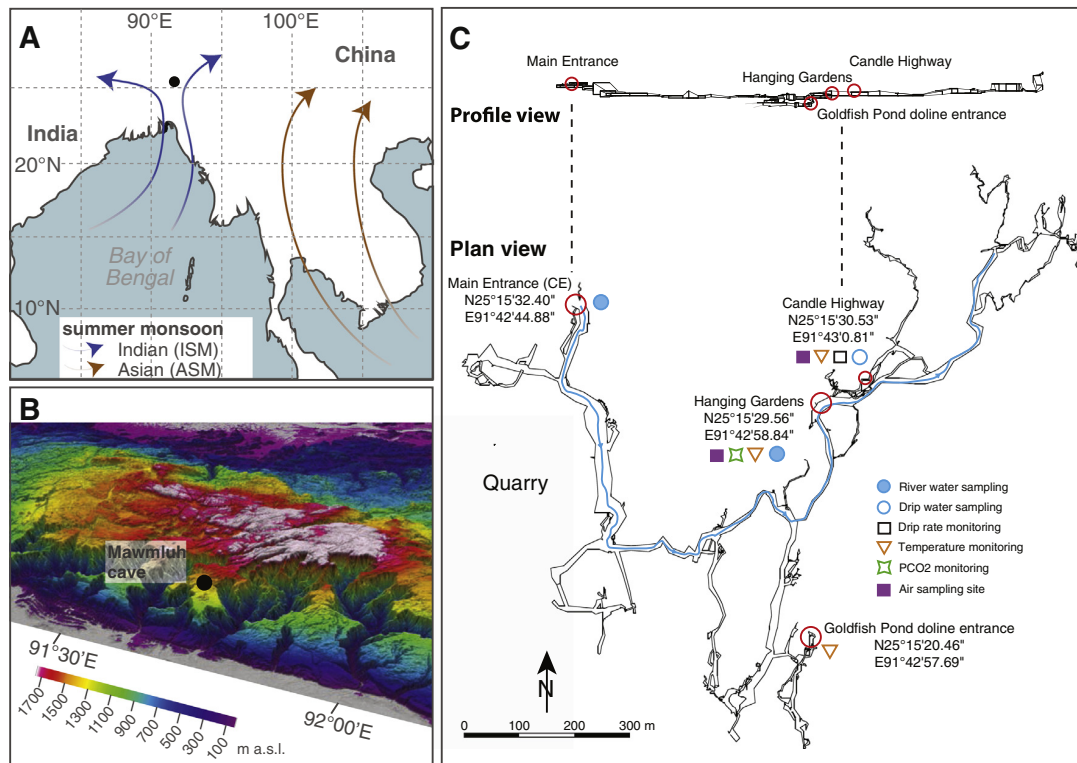 A
90°E
100°E
China
India
20°N
Bay of
Bengal
10°N
summer monsoon
Indian (ISM)
Asian (ASM)
B
Mawmluh
cave
91°30'E
92°00'E
1700
1500
1300
1100
900
700
500
300
100
m a.s.l.
C
Main Entrance
Candle Highway
Hanging Gardens
Goldfish Pond doline entrance
Profile view
Plan view
Main Entrance (CE)
N25°15'32.40"
E91°42'44.88"
Candle Highway
N25°15'30.53"
E91°43'0.81"
Hanging Gardens
N25°15'29.56"
E91°42'58.84"
Quarry
River water sampling
Drip water sampling
Drip rate monitoring
Temperature monitoring
PCO2 monitoring
Air sampling site
Goldfish Pond doline entrance
N25°15'20.46"
E91°42'57.69"
N
0 100 200 300 m